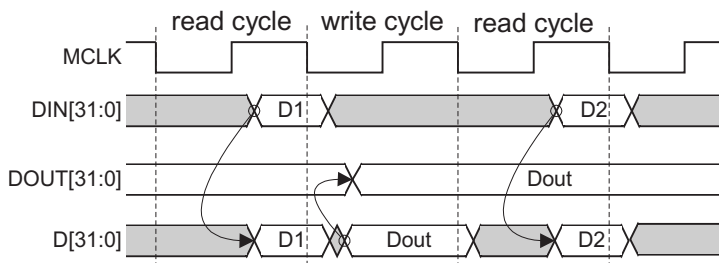 read cycle write cycle read cycle
MCLK
DIN[31:0] D1 D2
DOUT[31:0] Dout
D[31:0] D1 Dout D2